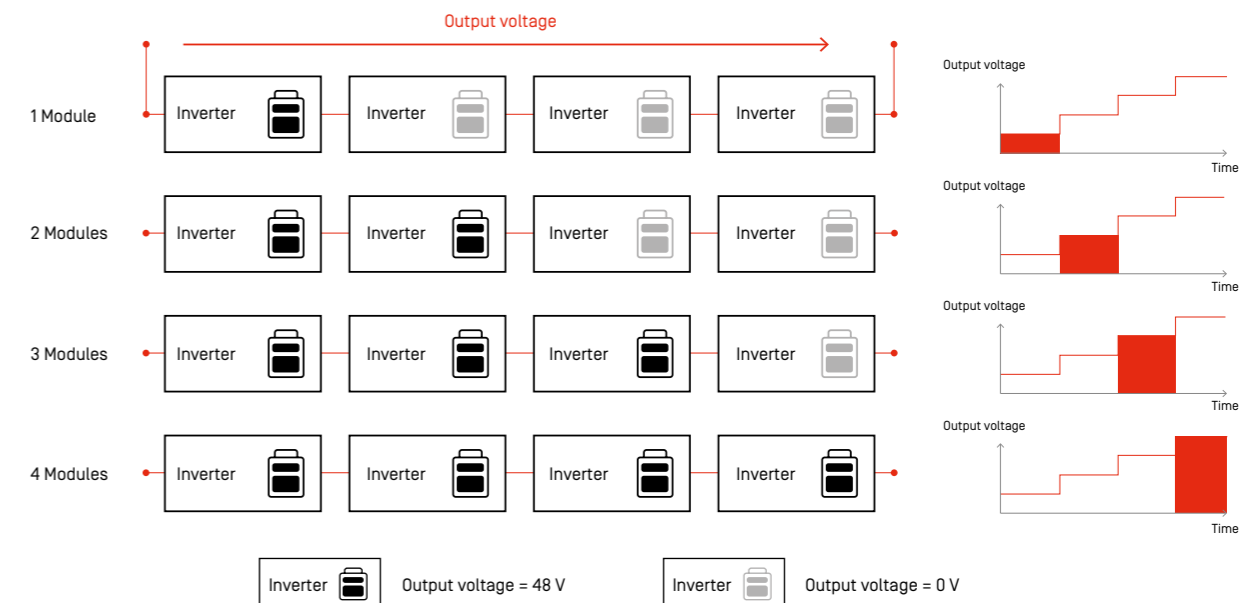 Output voltage
1 Module
Inverter
Inverter
Inverter
Inverter
Output voltage
Time
2 Modules
Inverter
Inverter
Inverter
Inverter
Output voltage
Time
3 Modules
Inverter
Inverter
Inverter
Inverter
Output voltage
Time
4 Modules
Inverter
Inverter
Inverter
Inverter
Output voltage
Time
Inverter
Output voltage = 48 V
Inverter
Output voltage = 0 V